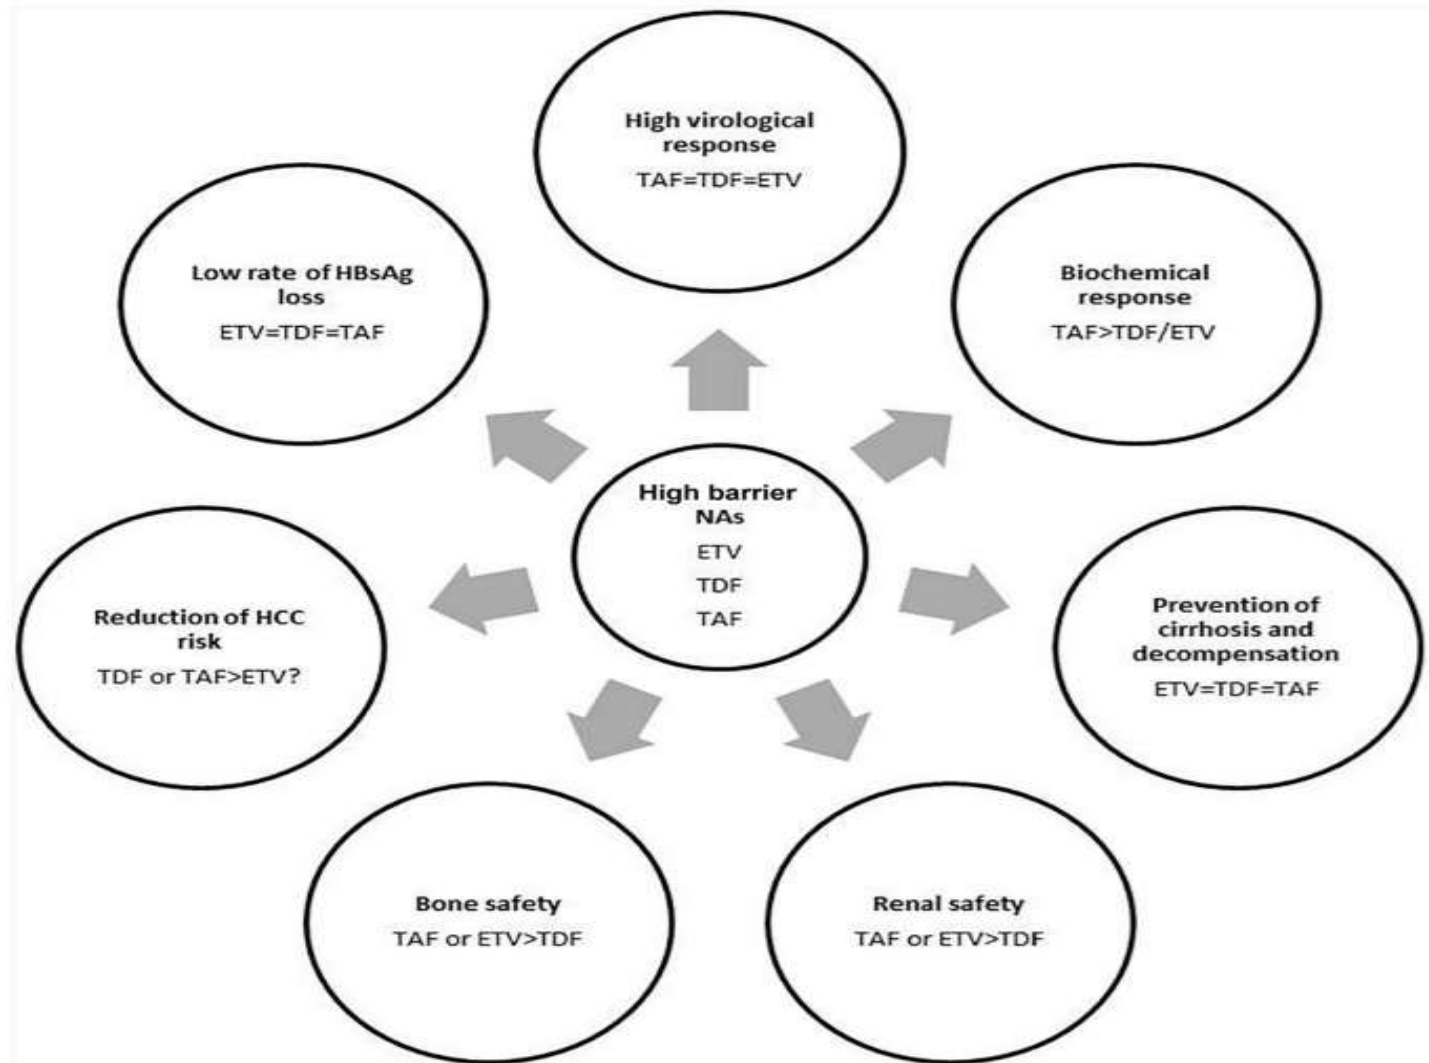 High virological
response
TAF=TDF=ETV
Low rate of HBsAg
loss
ETV=TDF=TAF
Biochemical
response
TAF>TDF/ETV
High barrier
NAs
ETV
TDF
TAF
Reduction of HCC
risk
TDF or TAF>ETV?
Prevention of
cirrhosis and
decompensation
ETV=TDF=TAF
Bone safety
TAF or ETV>TDF
Renal safety
TAF or ETV>TDF